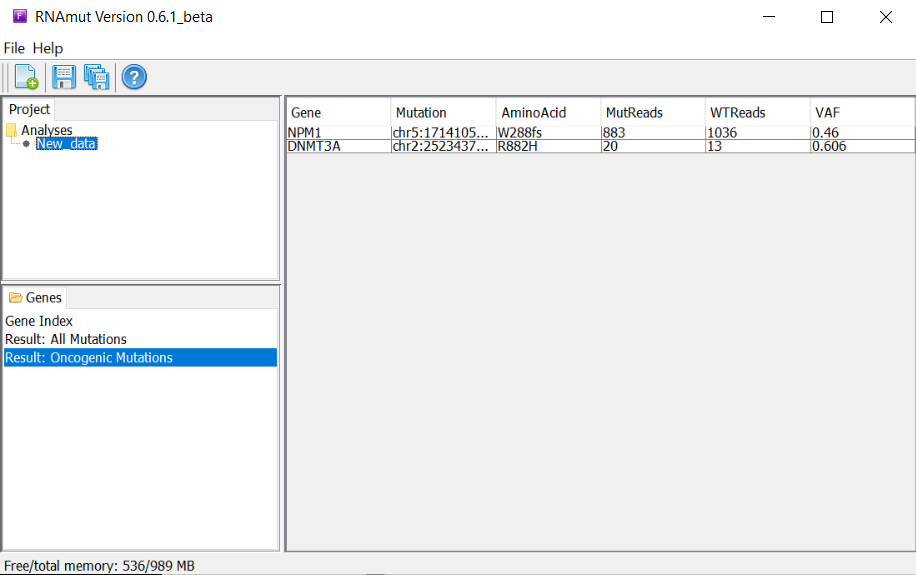 RNAmut Version 0.6.1_beta
File Help
Project
Analyses
New_data
Genes
Gene Index
Result: All Mutations
Result: Oncogenic Mutations
Gene Mutation AminoAcid MutReads WTReads VAF
NPM1 chr5:1714105... W288fs 883 1036 0.46
DNMT3A chr2:2523437... R882H 20 13 0.606
Free/total memory: 536/989 MB